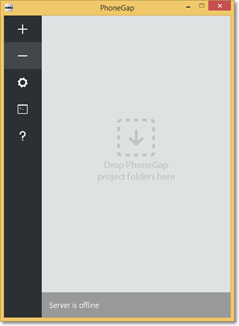 PhoneGap
Drop PhoneGap
project folders here
Server is offline